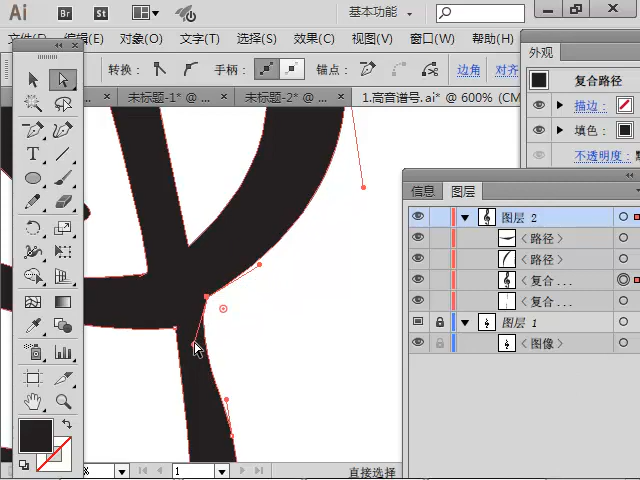 Ai Br St 基本功能
文件(F) 编辑(E) 对象(O) 文字(T) 选择(S) 效果(C) 视图(V) 窗口(W) 帮助(H)
转换： 手柄： 锚点： 边角 对齐
未标题-1* @ ... × 未标题-2* @ ... × 1.高音谱号.ai* @ 600% (CM
外观
复合路径
描边：
填色：
不透明度：
信息 图层
图层 2
〈路径〉
〈路径〉
〈复合...
〈复合...
图层 1
〈图像〉
% 1 直接选择